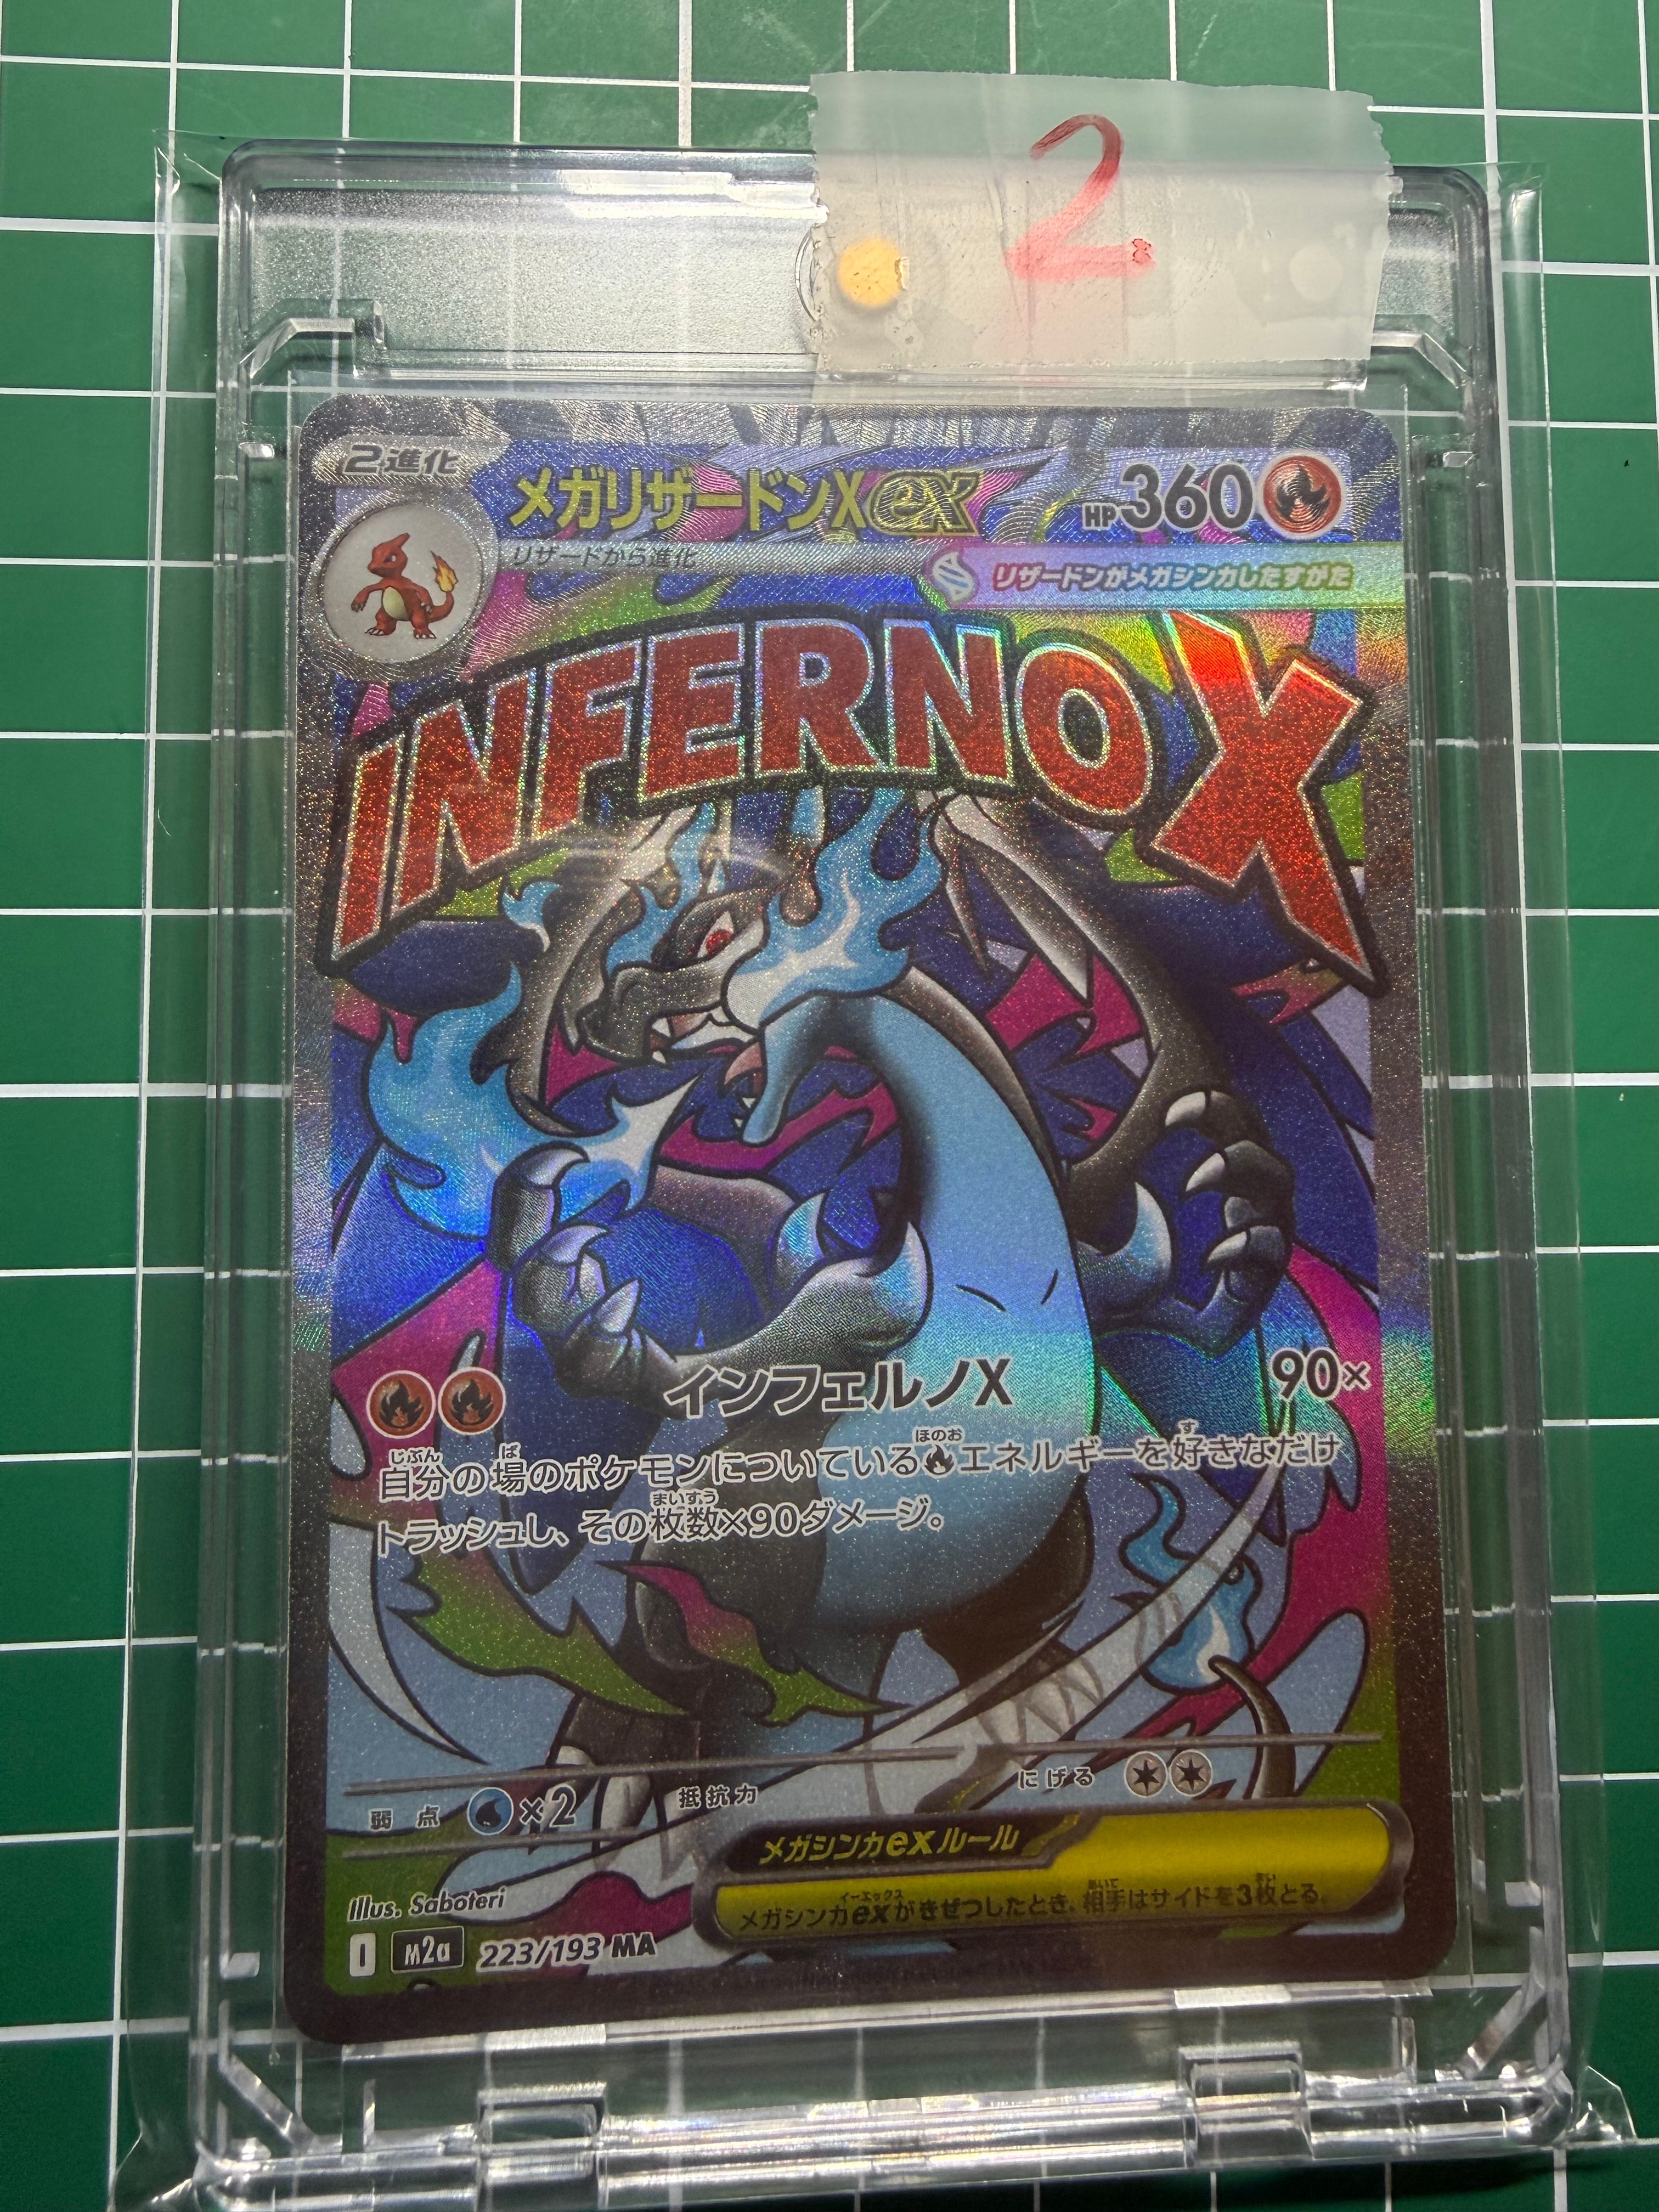 2.
2進化
メガリザードンXex
HP360
リザードから進化
リザードンがメガシンカしたすがた
INFERNO X
インフェルノX 90×
自分の場のポケモンについているエネルギーを好きなだけ
トラッシュし、その枚数×90ダメージ。
弱点 ×2 抵抗力 にげる
メガシンカexルール
メガシンカexがきぜつしたとき、相手はサイドを3枚とる。
Illus. Saboteri
I m2a 223/193 MA